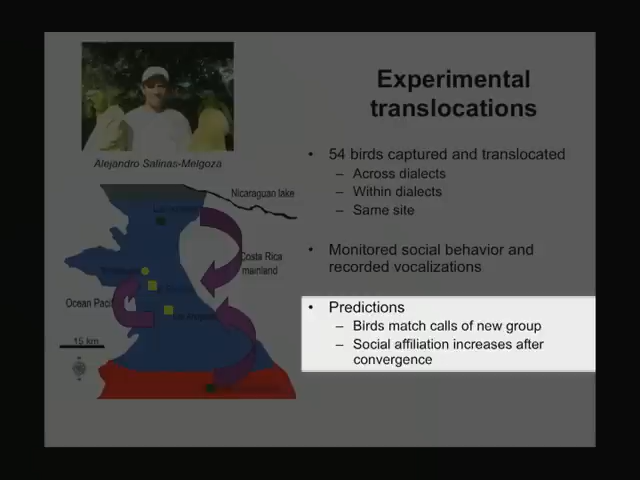 Experimental
translocations
Alejandro Salinas-Melgoza
• 54 birds captured and translocated
– Across dialects
– Within dialects
– Same site
• Monitored social behavior and
recorded vocalizations
• Predictions
– Birds match calls of new group
– Social affiliation increases after
convergence
Nicaraguan lake
Costa Rica
mainland
Ocean Pacif
15 km